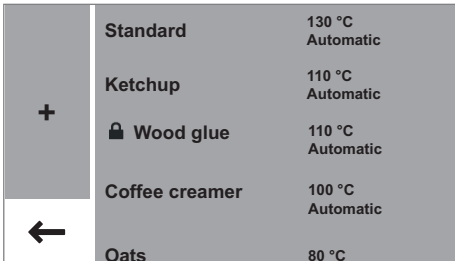 +
Standard
130 °C
Automatic
Ketchup
110 °C
Automatic
Wood glue
110 °C
Automatic
Coffee creamer
100 °C
Automatic
Oats
80 °C